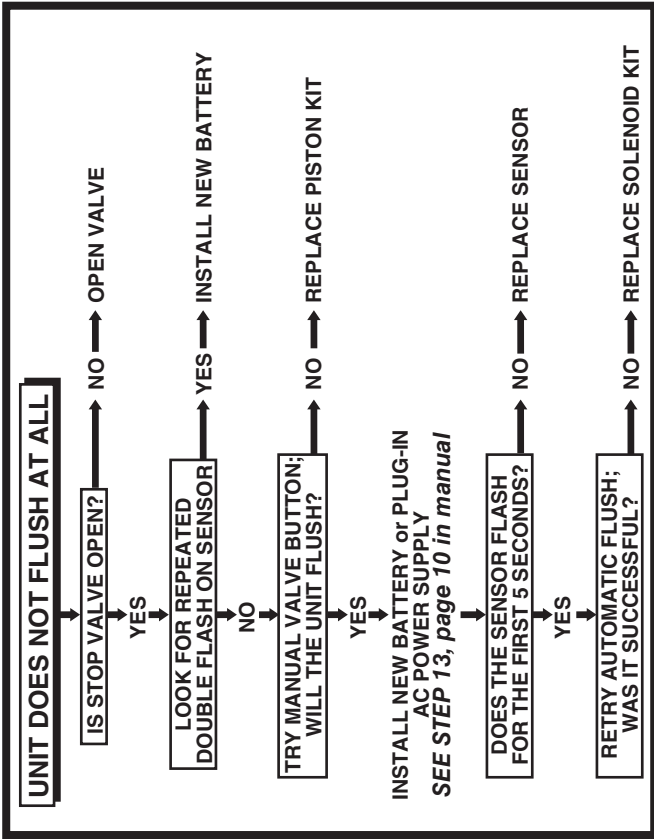 UNIT DOES NOT FLUSH AT ALL
IS STOP VALVE OPEN?
NO
OPEN VALVE
YES
LOOK FOR REPEATED
DOUBLE FLASH ON SENSOR
YES
INSTALL NEW BATTERY
NO
TRY MANUAL VALVE BUTTON;
WILL THE UNIT FLUSH?
NO
REPLACE PISTON KIT
YES
INSTALL NEW BATTERY or PLUG-IN
AC POWER SUPPLY
SEE STEP 13, page 10 in manual
DOES THE SENSOR FLASH
FOR THE FIRST 5 SECONDS?
NO
REPLACE SENSOR
YES
RETRY AUTOMATIC FLUSH;
WAS IT SUCCESSFUL?
NO
REPLACE SOLENOID KIT